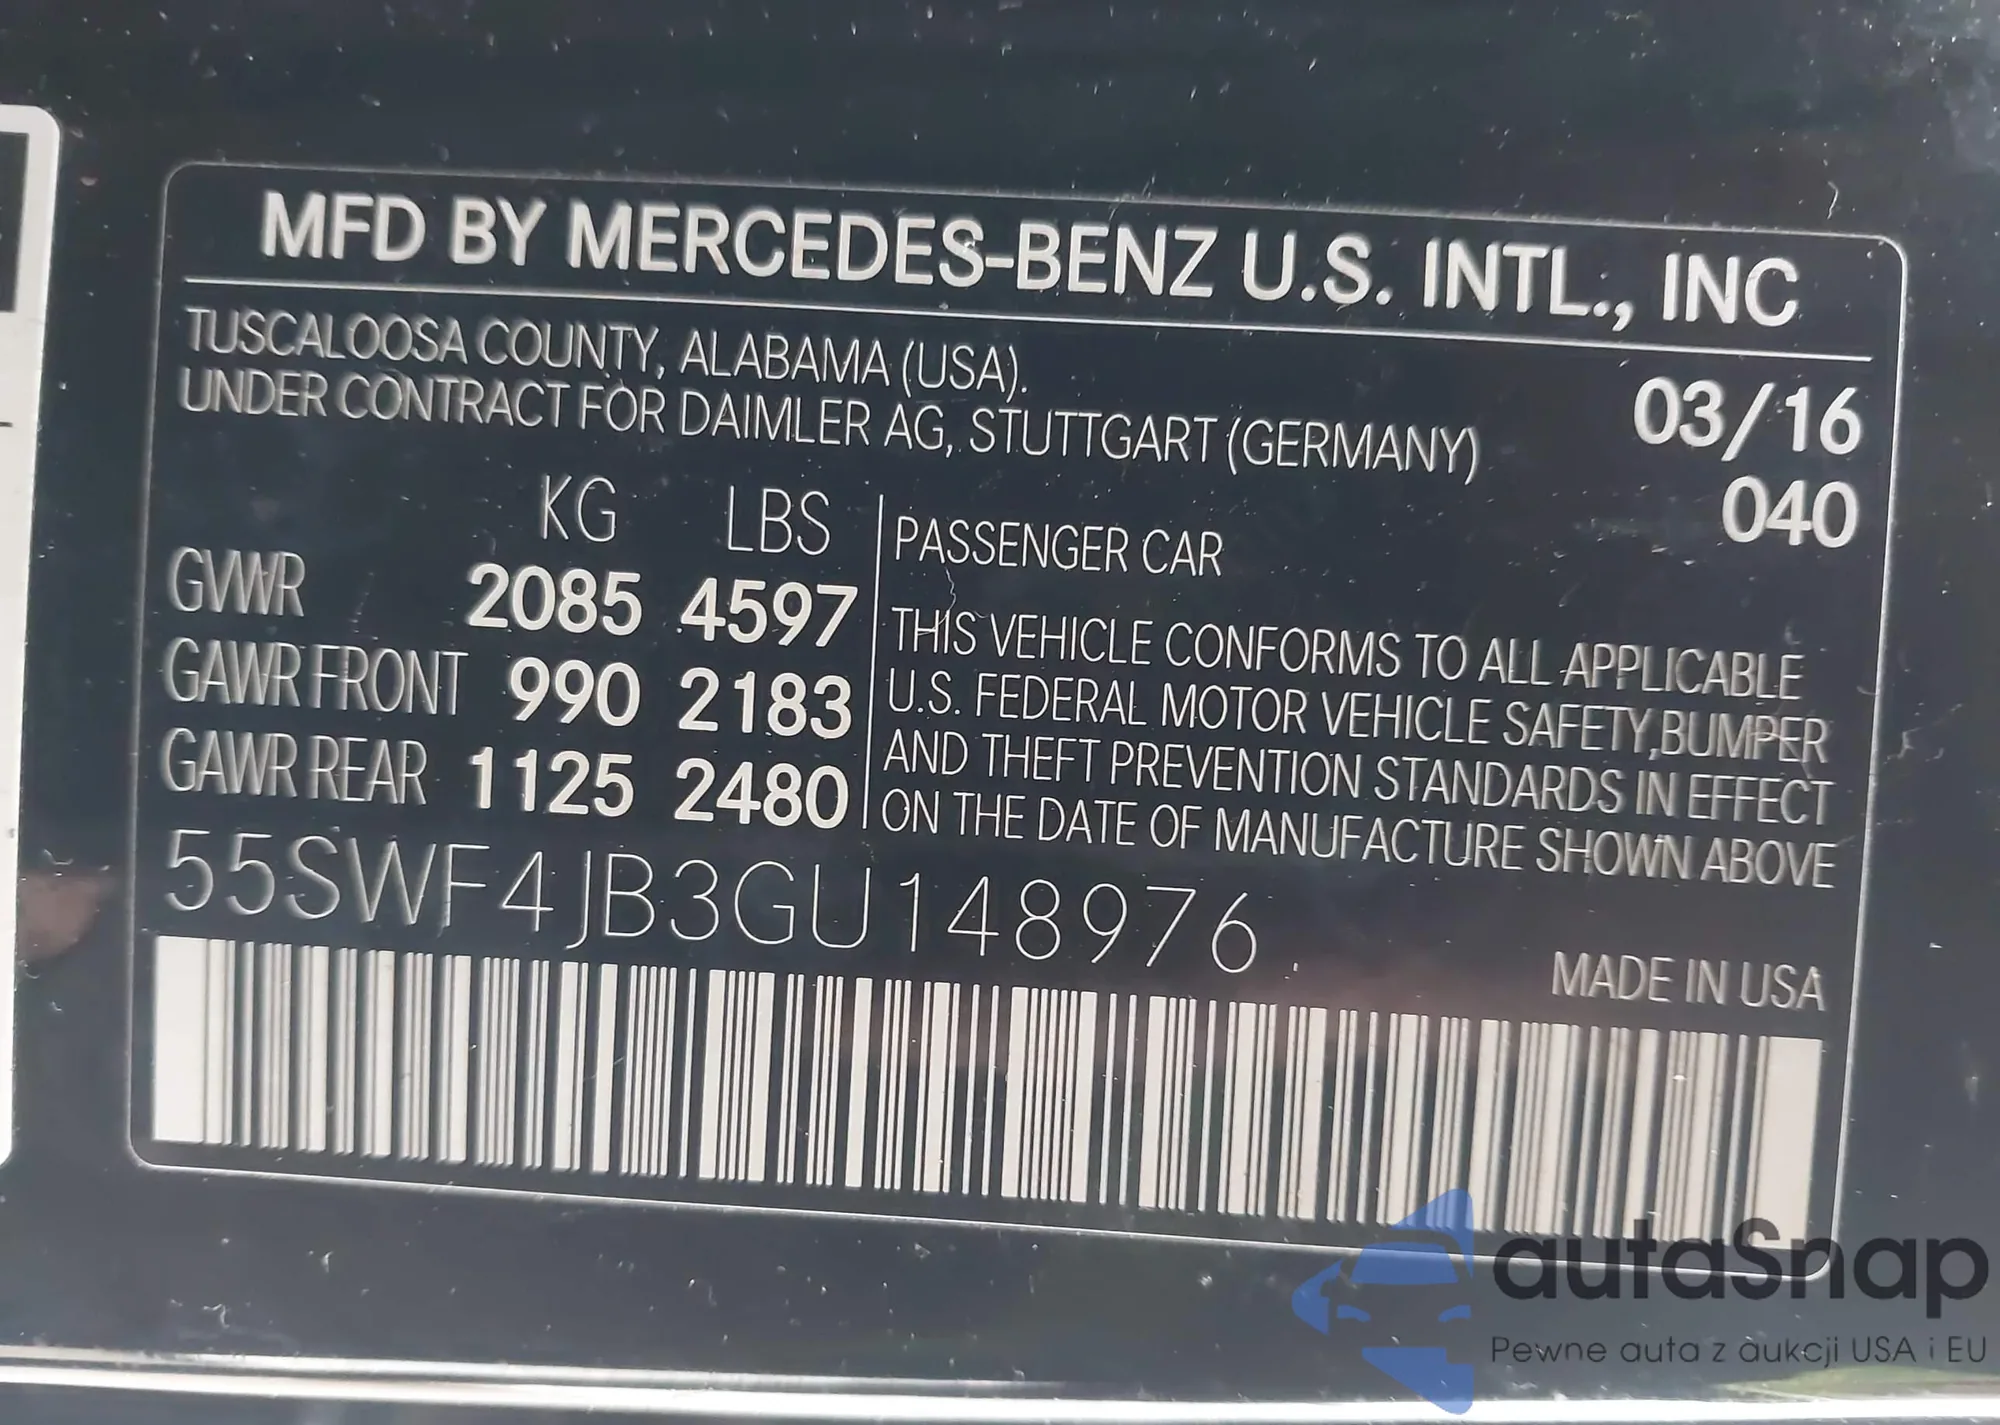 MFD BY MERCEDES-BENZ U.S. INTL., INC
TUSCALOOSA COUNTY, ALABAMA (USA).
UNDER CONTRACT FOR DAIMLER AG, STUTTGART (GERMANY)
03/16
040
KG LBS
GVWR 2085 4597
GAWR FRONT 990 2183
GAWR REAR 1125 2480
PASSENGER CAR
THIS VEHICLE CONFORMS TO ALL APPLICABLE
U.S. FEDERAL MOTOR VEHICLE SAFETY, BUMPER
AND THEFT PREVENTION STANDARDS IN EFFECT
ON THE DATE OF MANUFACTURE SHOWN ABOVE
55SWF4JB3GU148976
MADE IN USA
autaSnap
Pewne auta z aukcji USA i EU